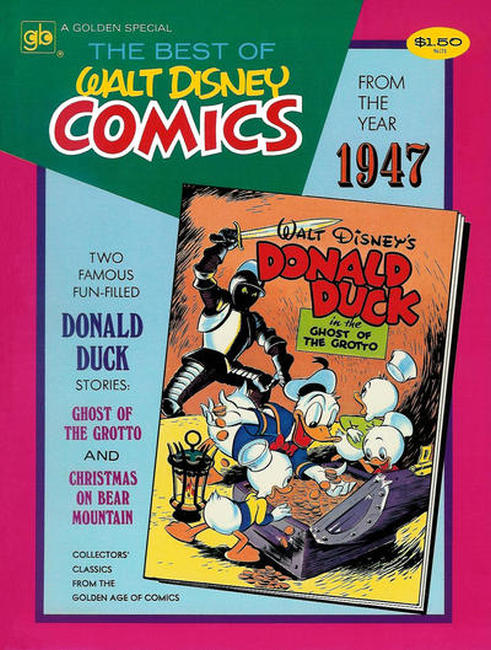 gb
®
A GOLDEN SPECIAL
THE BEST OF
WALT DISNEY
COMICS
$1.50
FROM
THE
YEAR
1947
TWO
FAMOUS
FUN-FILLED
DONALD
DUCK
STORIES:
GHOST OF
THE GROTTO
AND
CHRISTMAS
ON BEAR
MOUNTAIN
COLLECTORS'
CLASSICS
FROM THE
GOLDEN AGE OF COMICS
WALT DISNEY'S
DONALD
DUCK
in the
GHOST OF
THE GROTTO